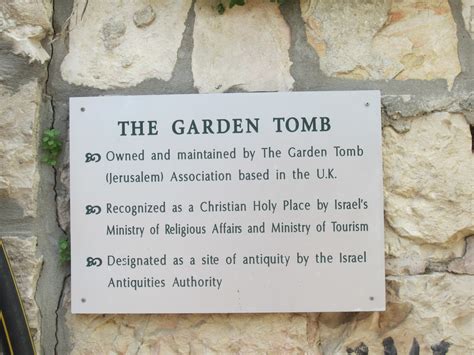 THE GARDEN TOMB
Owned and maintained by The Garden Tomb
(Jerusalem) Association based in the U.K.
Recognized as a Christian Holy Place by Israel's
Ministry of Religious Affairs and Ministry of Tourism
Designated as a site of antiquity by the Israel
Antiquities Authority